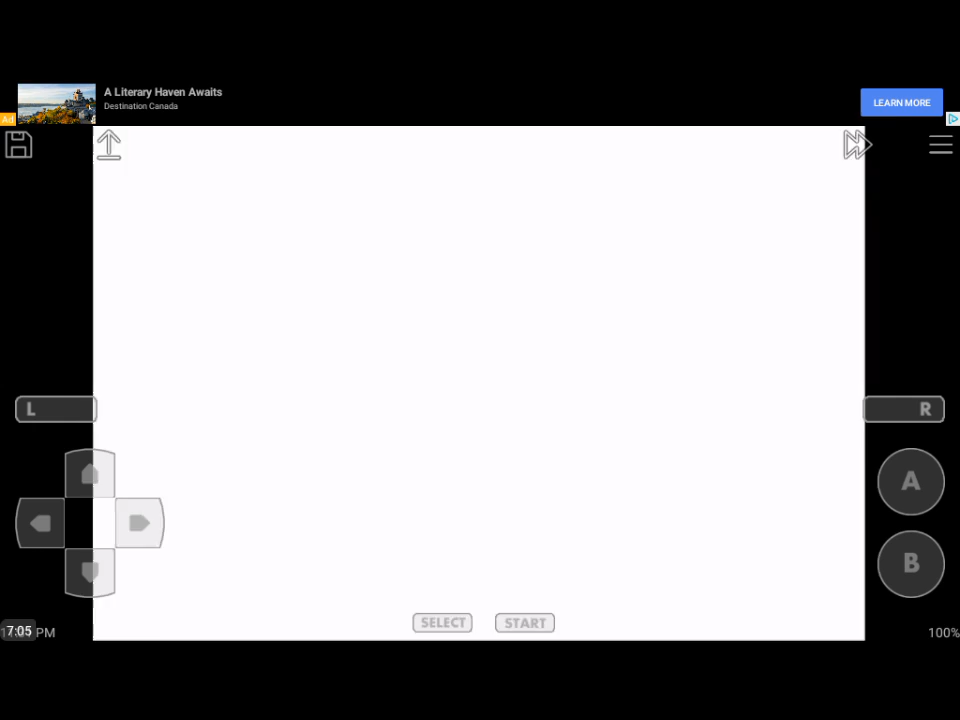 A Literary Haven Awaits
Destination Canada
LEARN MORE
Ad
L
R
A
B
SELECT
START
7:05
PM
100%